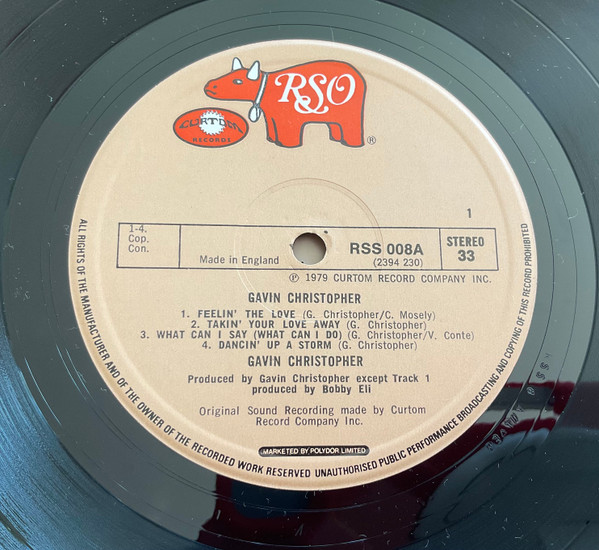 RSO
®
CURTOM
RECORDS
1
1-4.
Cop.
Con.
Made in England
RSS 008A
(2394 230)
STEREO
33
℗ 1979 CURTOM RECORD COMPANY INC.
GAVIN CHRISTOPHER
1. FEELIN' THE LOVE (G. Christopher/C. Mosely)
2. TAKIN' YOUR LOVE AWAY (G. Christopher)
3. WHAT CAN I SAY (WHAT CAN I DO) (G. Christopher/V. Conte)
4. DANCIN' UP A STORM (G. Christopher)
GAVIN CHRISTOPHER
Produced by Gavin Christopher except Track 1
produced by Bobby Eli
Original Sound Recording made by Curtom
Record Company Inc.
MARKETED BY POLYDOR LIMITED
ALL RIGHTS OF THE MANUFACTURER AND OF THE OWNER OF THE RECORDED WORK RESERVED UNAUTHORISED PUBLIC PERFORMANCE BROADCASTING AND COPYING OF THIS RECORD PROHIBITED